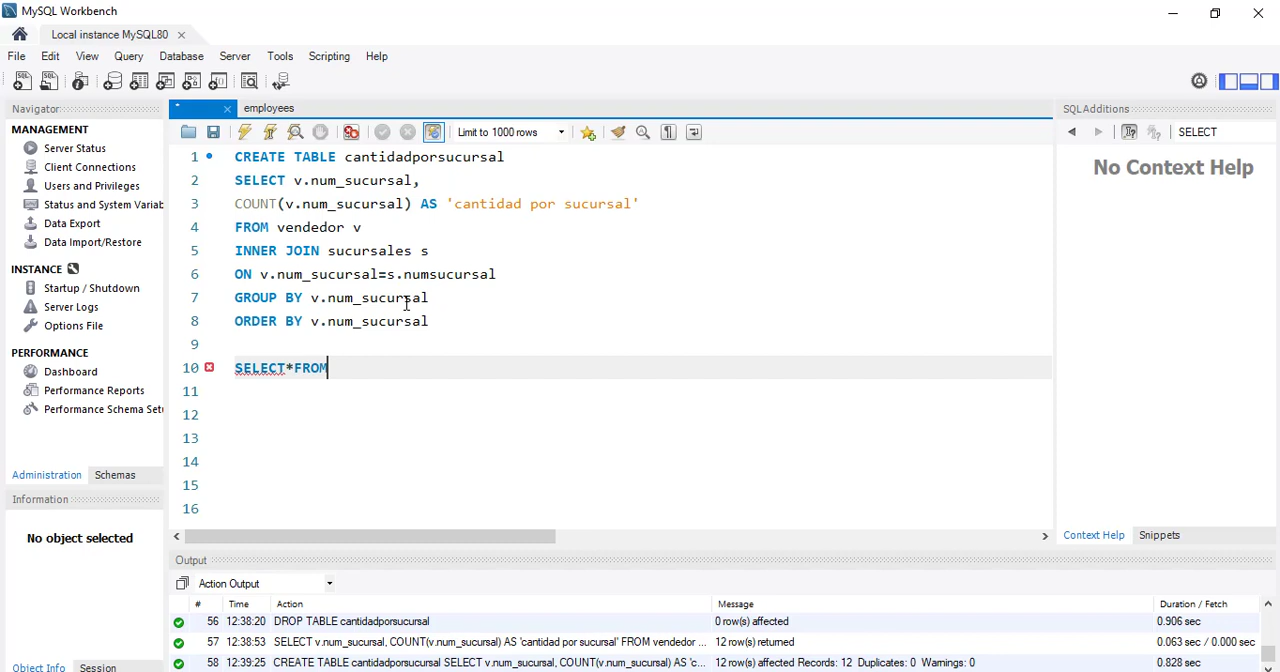 MySQL Workbench
Local instance MySQL80
File Edit View Query Database Server Tools Scripting Help
Navigator
MANAGEMENT
Server Status
Client Connections
Users and Privileges
Status and System Variab
Data Export
Data Import/Restore
INSTANCE
Startup / Shutdown
Server Logs
Options File
PERFORMANCE
Dashboard
Performance Reports
Performance Schema Setu
Administration Schemas
Information
No object selected
Object Info Session
employees
Limit to 1000 rows
1 CREATE TABLE cantidadporsucursal
2 SELECT v.num_sucursal,
3 COUNT(v.num_sucursal) AS 'cantidad por sucursal'
4 FROM vendedor v
5 INNER JOIN sucursales s
6 ON v.num_sucursal=s.numsucursal
7 GROUP BY v.num_sucursal
8 ORDER BY v.num_sucursal
9
10 SELECT*FROM
11
12
13
14
15
16
SQLAdditions
SELECT
No Context Help
Context Help Snippets
Output
Action Output
# Time Action Message Duration / Fetch
56 12:38:20 DROP TABLE cantidadporsucursal 0 row(s) affected 0.906 sec
57 12:38:53 SELECT v.num_sucursal, COUNT(v.num_sucursal) AS 'cantidad por sucursal' FROM vendedor ... 12 row(s) returned 0.063 sec / 0.000 sec
58 12:39:25 CREATE TABLE cantidadporsucursal SELECT v.num_sucursal, COUNT(v.num_sucursal) AS 'c... 12 row(s) affected Records: 12 Duplicates: 0 Warnings: 0 0.828 sec